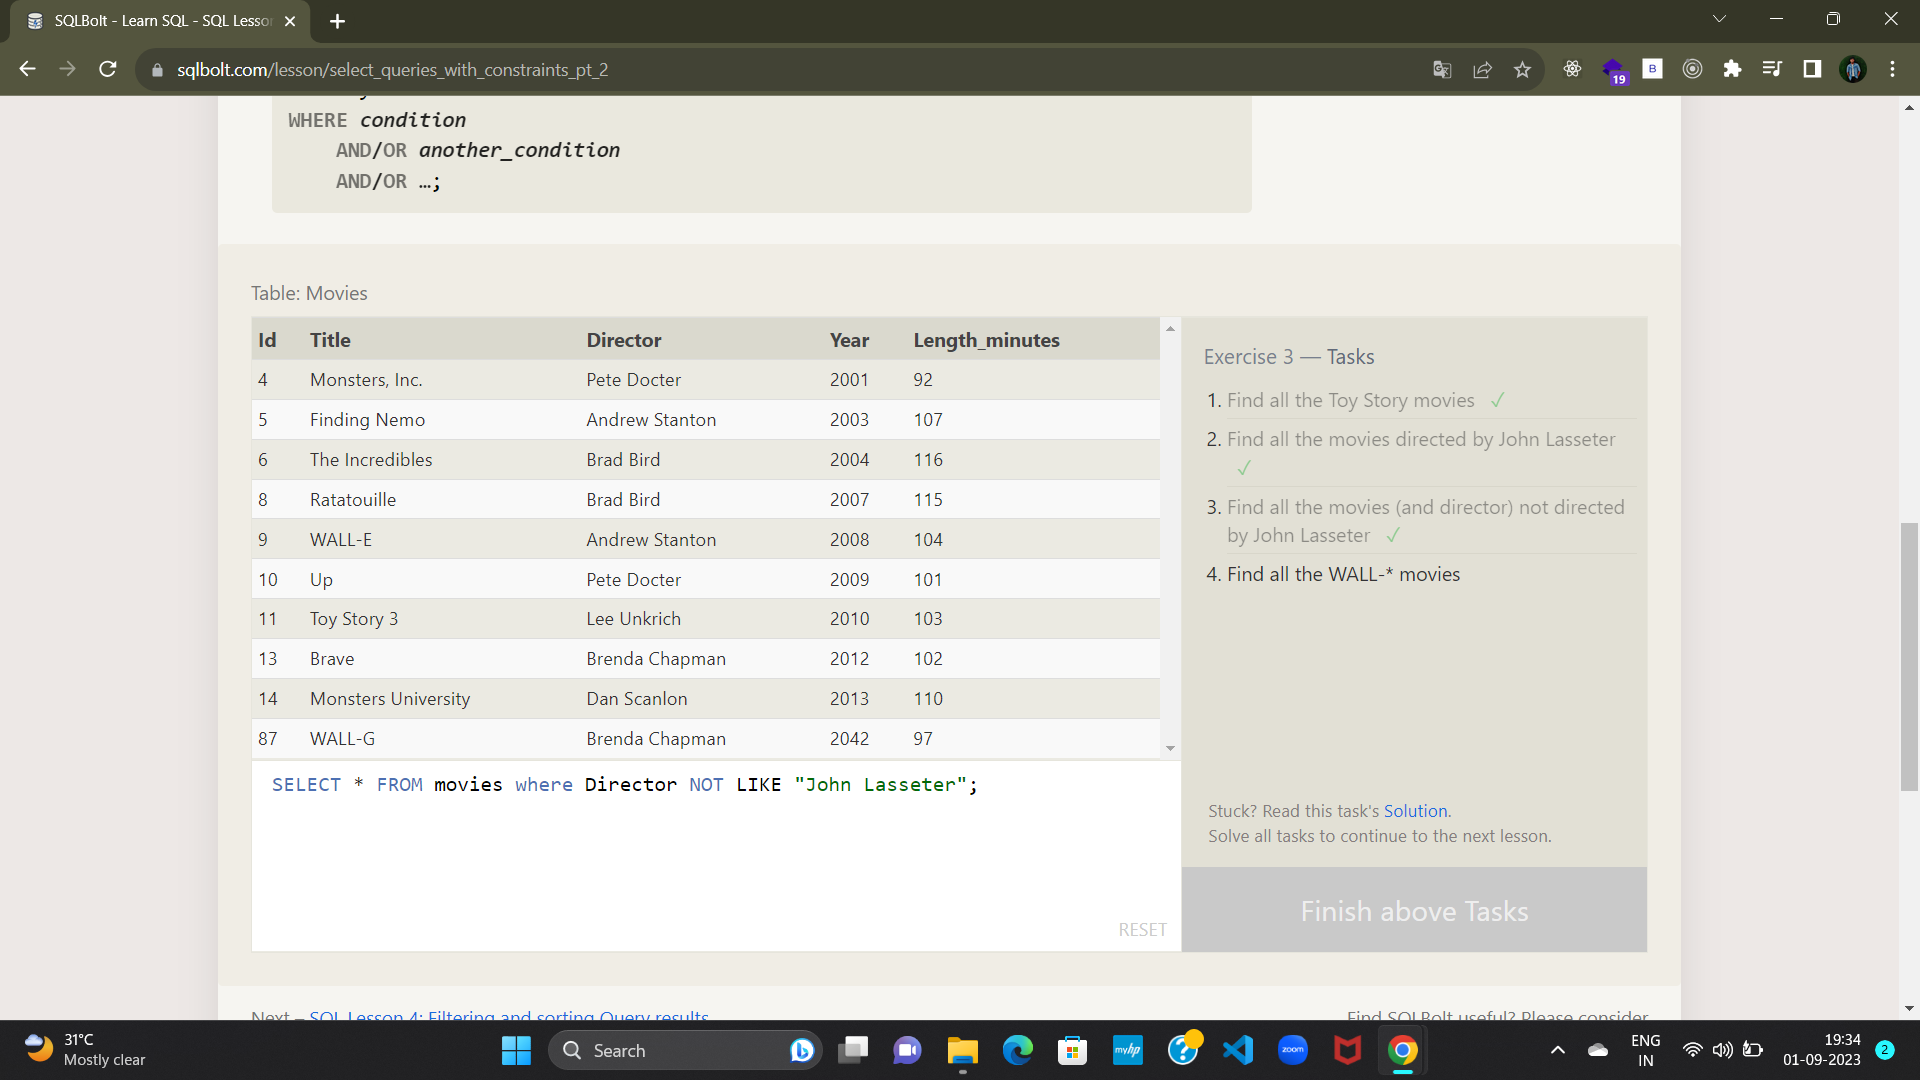 SQLBolt - Learn SQL - SQL Lesson
sqlbolt.com/lesson/select_queries_with_constraints_pt_2
B
19
WHERE condition
AND/OR another_condition
AND/OR …;
Table: Movies
Id Title Director Year Length_minutes
4 Monsters, Inc. Pete Docter 2001 92
5 Finding Nemo Andrew Stanton 2003 107
6 The Incredibles Brad Bird 2004 116
8 Ratatouille Brad Bird 2007 115
9 WALL-E Andrew Stanton 2008 104
10 Up Pete Docter 2009 101
11 Toy Story 3 Lee Unkrich 2010 103
13 Brave Brenda Chapman 2012 102
14 Monsters University Dan Scanlon 2013 110
87 WALL-G Brenda Chapman 2042 97
SELECT * FROM movies where Director NOT LIKE "John Lasseter";
RESET
Exercise 3 — Tasks
1. Find all the Toy Story movies ✓
2. Find all the movies directed by John Lasseter
✓
3. Find all the movies (and director) not directed
by John Lasseter ✓
4. Find all the WALL-* movies
Stuck? Read this task's Solution.
Solve all tasks to continue to the next lesson.
Finish above Tasks
Next – SQL Lesson 4: Filtering and sorting Query results
Find SQLBolt useful? Please consider
31°C
Mostly clear
Search
myhp
zoom
ENG
IN
19:34
01-09-2023
2